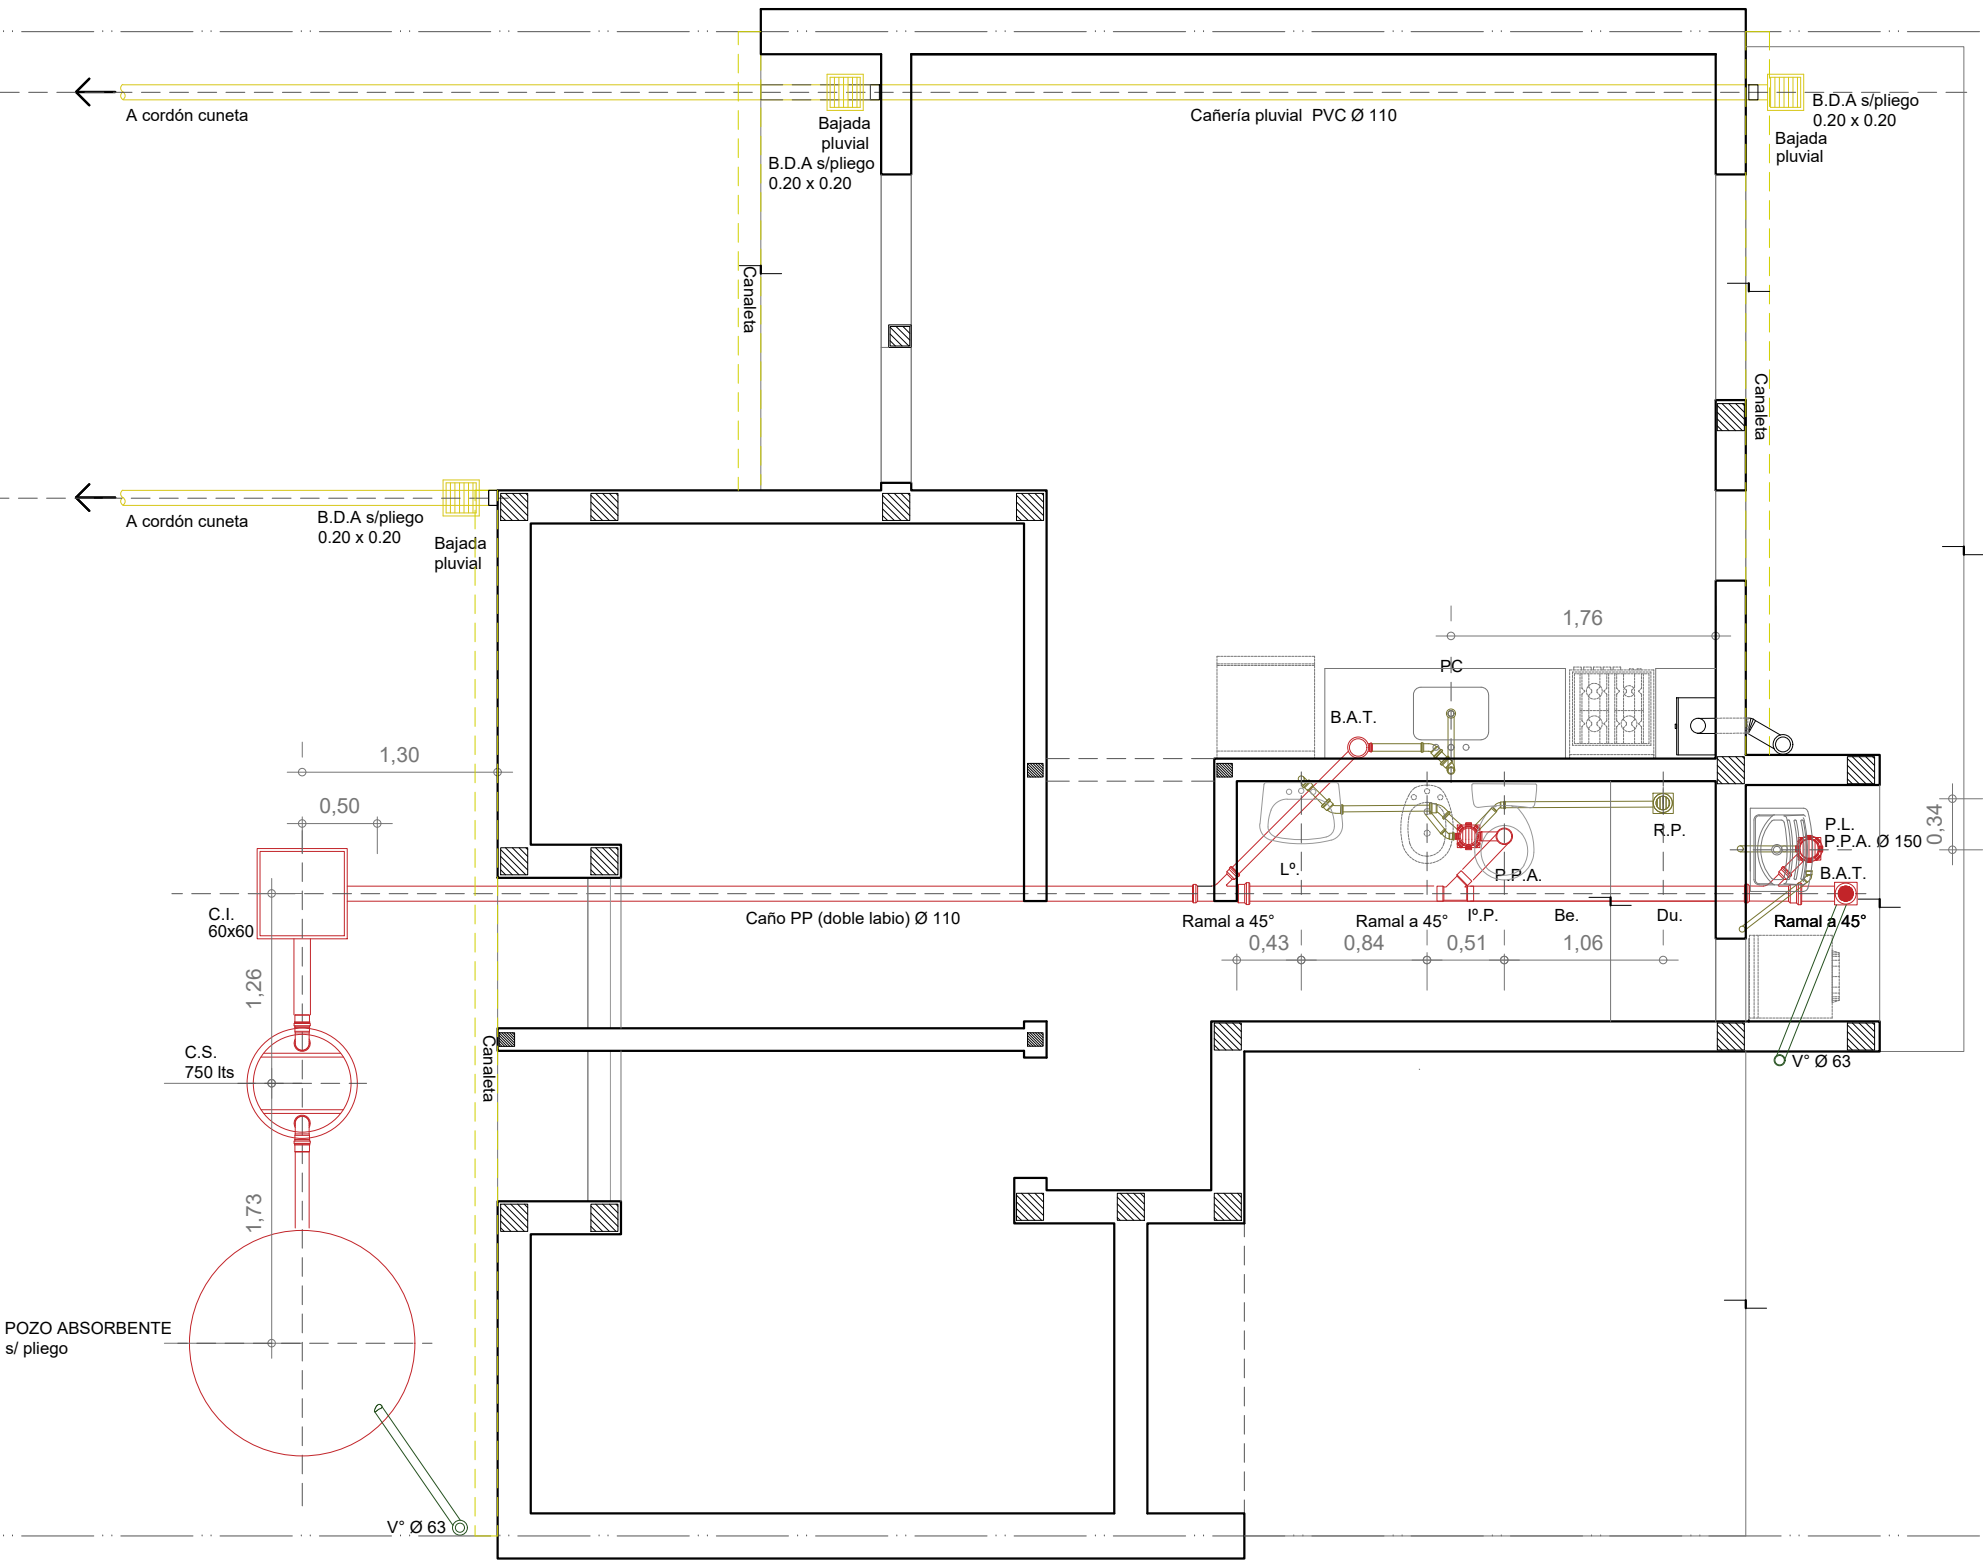 A cordón cuneta
Bajada
pluvial
B.D.A s/pliego
0.20 x 0.20
Cañería pluvial PVC Ø 110
B.D.A s/pliego
0.20 x 0.20
Bajada
pluvial
Canaleta
Canaleta
A cordón cuneta
B.D.A s/pliego
0.20 x 0.20
Bajada
pluvial
1,76
PC
B.A.T.
1,30
0,50
R.P.
P.L.
P.P.A. Ø 150
0,34
Lº.
P.P.A.
B.A.T.
C.I.
60x60
Caño PP (doble labio) Ø 110
Ramal a 45°
Ramal a 45°
Iº.P.
Be.
Du.
Ramal a 45°
0,43
0,84
0,51
1,06
1,26
C.S.
750 lts
Canaleta
V° Ø 63
1,73
POZO ABSORBENTE
s/ pliego
V° Ø 63